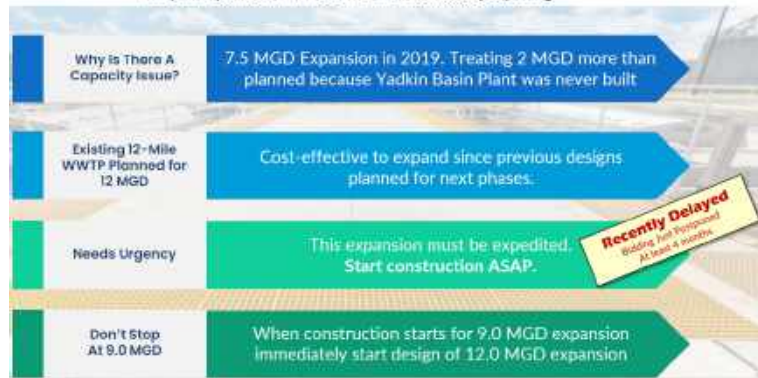 Why Is There A
Capacity Issue?
7.5 MGD Expansion in 2019. Treating 2 MGD more than
planned because Yadkin Basin Plant was never built
Existing 12-Mile
WWTP Planned for
12 MGD
Cost-effective to expand since previous designs
planned for next phases.
Needs Urgency
This expansion must be expedited.
Start construction ASAP.
Recently Delayed
Bidding Just Postponed
At least 4 months
Don't Stop
At 9.0 MGD
When construction starts for 9.0 MGD expansion
immediately start design of 12.0 MGD expansion